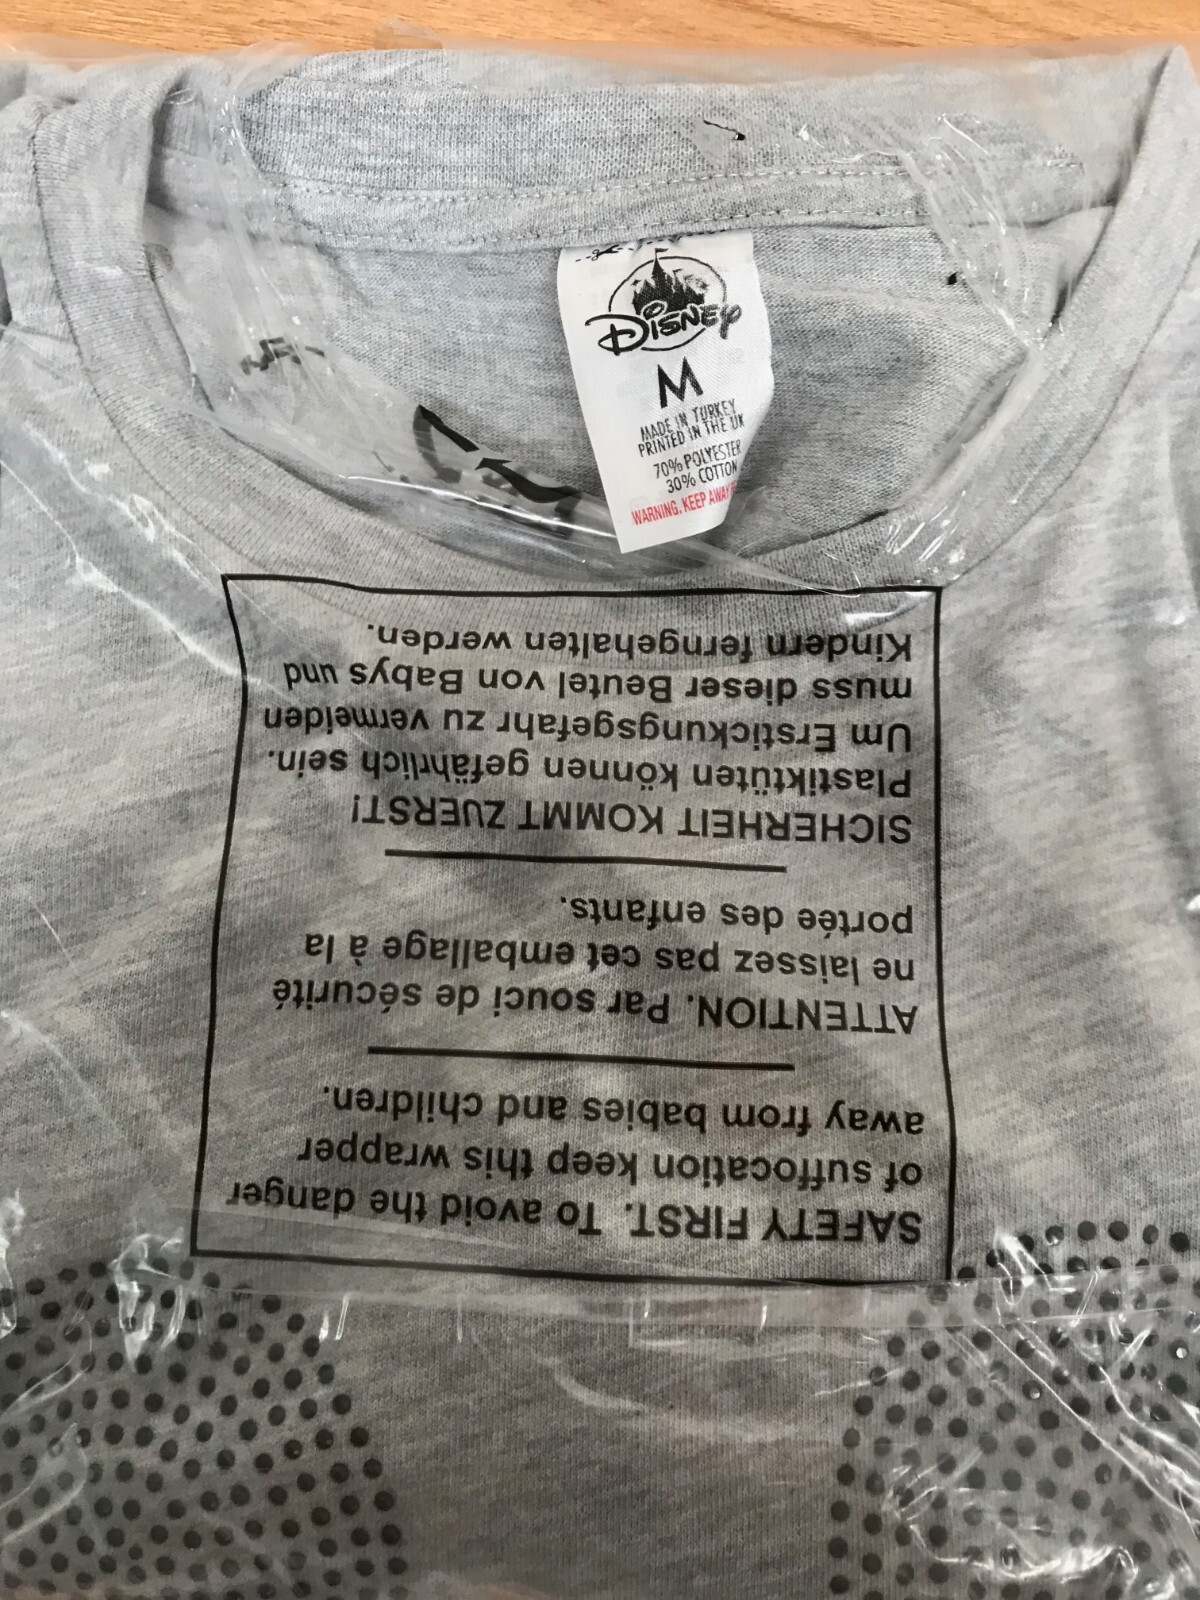 Disney
M
MADE IN TURKEY
PRINTED IN THE UK
70% POLYESTER
30% COTTON
WARNING. KEEP AWAY
SAFETY FIRST. To avoid the danger
of suffocation keep this wrapper
away from babies and children.
ATTENTION. Par souci de sécurité
ne laissez pas cet emballage à la
portée des enfants.
SICHERHEIT KOMMT ZUERST!
Plastiktüten können gefährlich sein.
Um Erstickungsgefahr zu vermeiden
muss dieser Beutel von Babys und
Kindern ferngehalten werden.